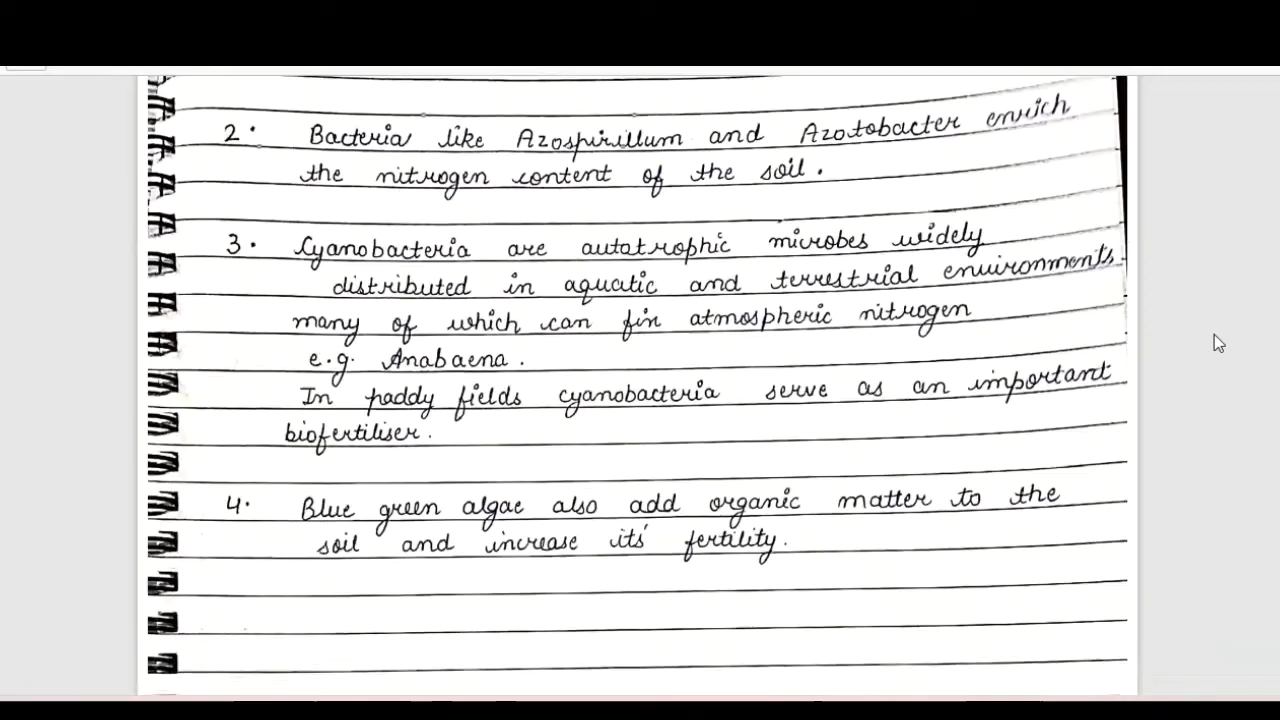 2. Bacteria like Azospirillum and Azotobacter enrich
the nitrogen content of the soil.
3. Cyanobacteria are autotrophic microbes widely
distributed in aquatic and terrestrial environments.
many of which can fix atmospheric nitrogen
e.g. Anabaena.
In paddy fields cyanobacteria serve as an important
biofertiliser.
4. Blue green algae also add organic matter to the
soil and increase its' fertility.